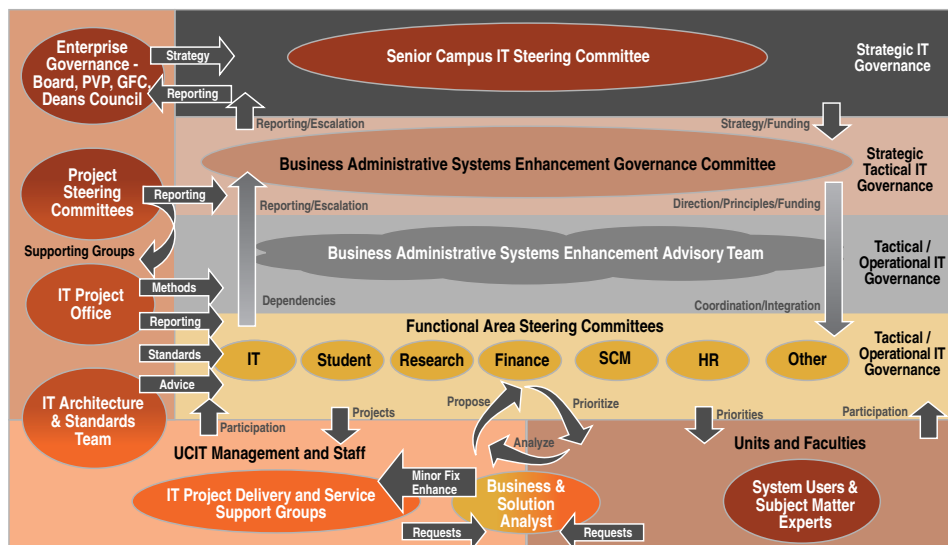 Enterprise
Governance -
Board, PVP, GFC,
Deans Council
Strategy
Reporting
Senior Campus IT Steering Committee
Strategic IT
Governance
Reporting/Escalation
Strategy/Funding
Business Administrative Systems Enhancement Governance Committee
Strategic
Tactical IT
Governance
Project
Steering
Committees
Reporting
Reporting/Escalation
Direction/Principles/Funding
Supporting Groups
Business Administrative Systems Enhancement Advisory Team
Tactical /
Operational IT
Governance
IT Project
Office
Methods
Dependencies
Coordination/Integration
Reporting
Functional Area Steering Committees
Tactical /
Operational IT
Governance
Standards
IT
Student
Research
Finance
SCM
HR
Other
Advice
IT Architecture
& Standards
Team
Propose
Prioritize
Participation
Projects
Analyze
Priorities
Participation
UCIT Management and Staff
Units and Faculties
Minor Fix
Enhance
IT Project Delivery and Service
Support Groups
Business &
Solution
Analyst
System Users &
Subject Matter
Experts
Requests
Requests